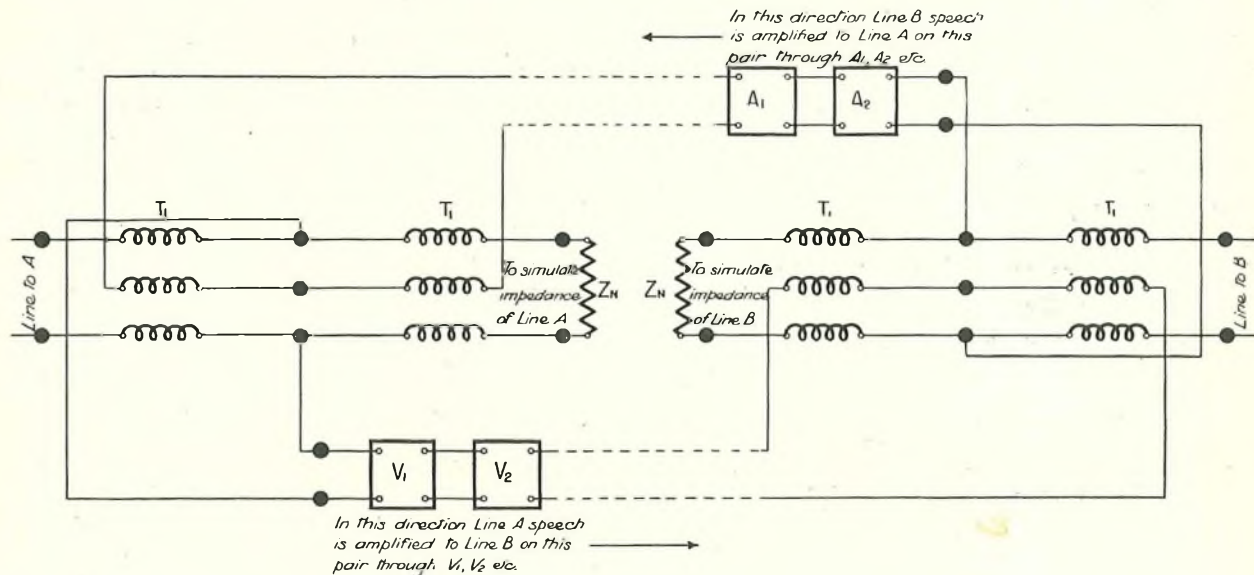 In this direction Line B speech
is amplified to Line A on this
pair through A1, A2 etc.
A1
A2
T1
T1
T1
T1
Line to A
To simulate
impedance
of Line A
ZN
ZN
To simulate
impedance
of Line B
Line to B
V1
V2
In this direction Line A speech
is amplified to Line B on this
pair through V1, V2 etc.